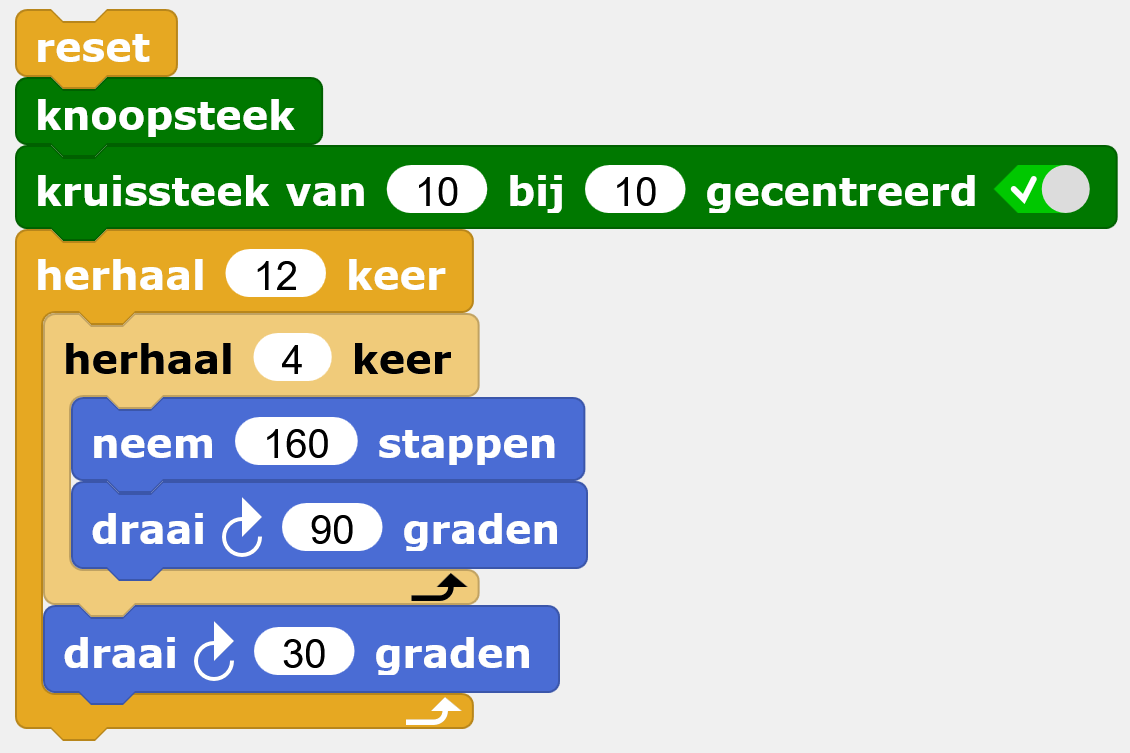 reset
knoopsteek
kruissteek van 10 bij 10 gecentreerd
herhaal 12 keer
herhaal 4 keer
neem 160 stappen
draai 90 graden
draai 30 graden